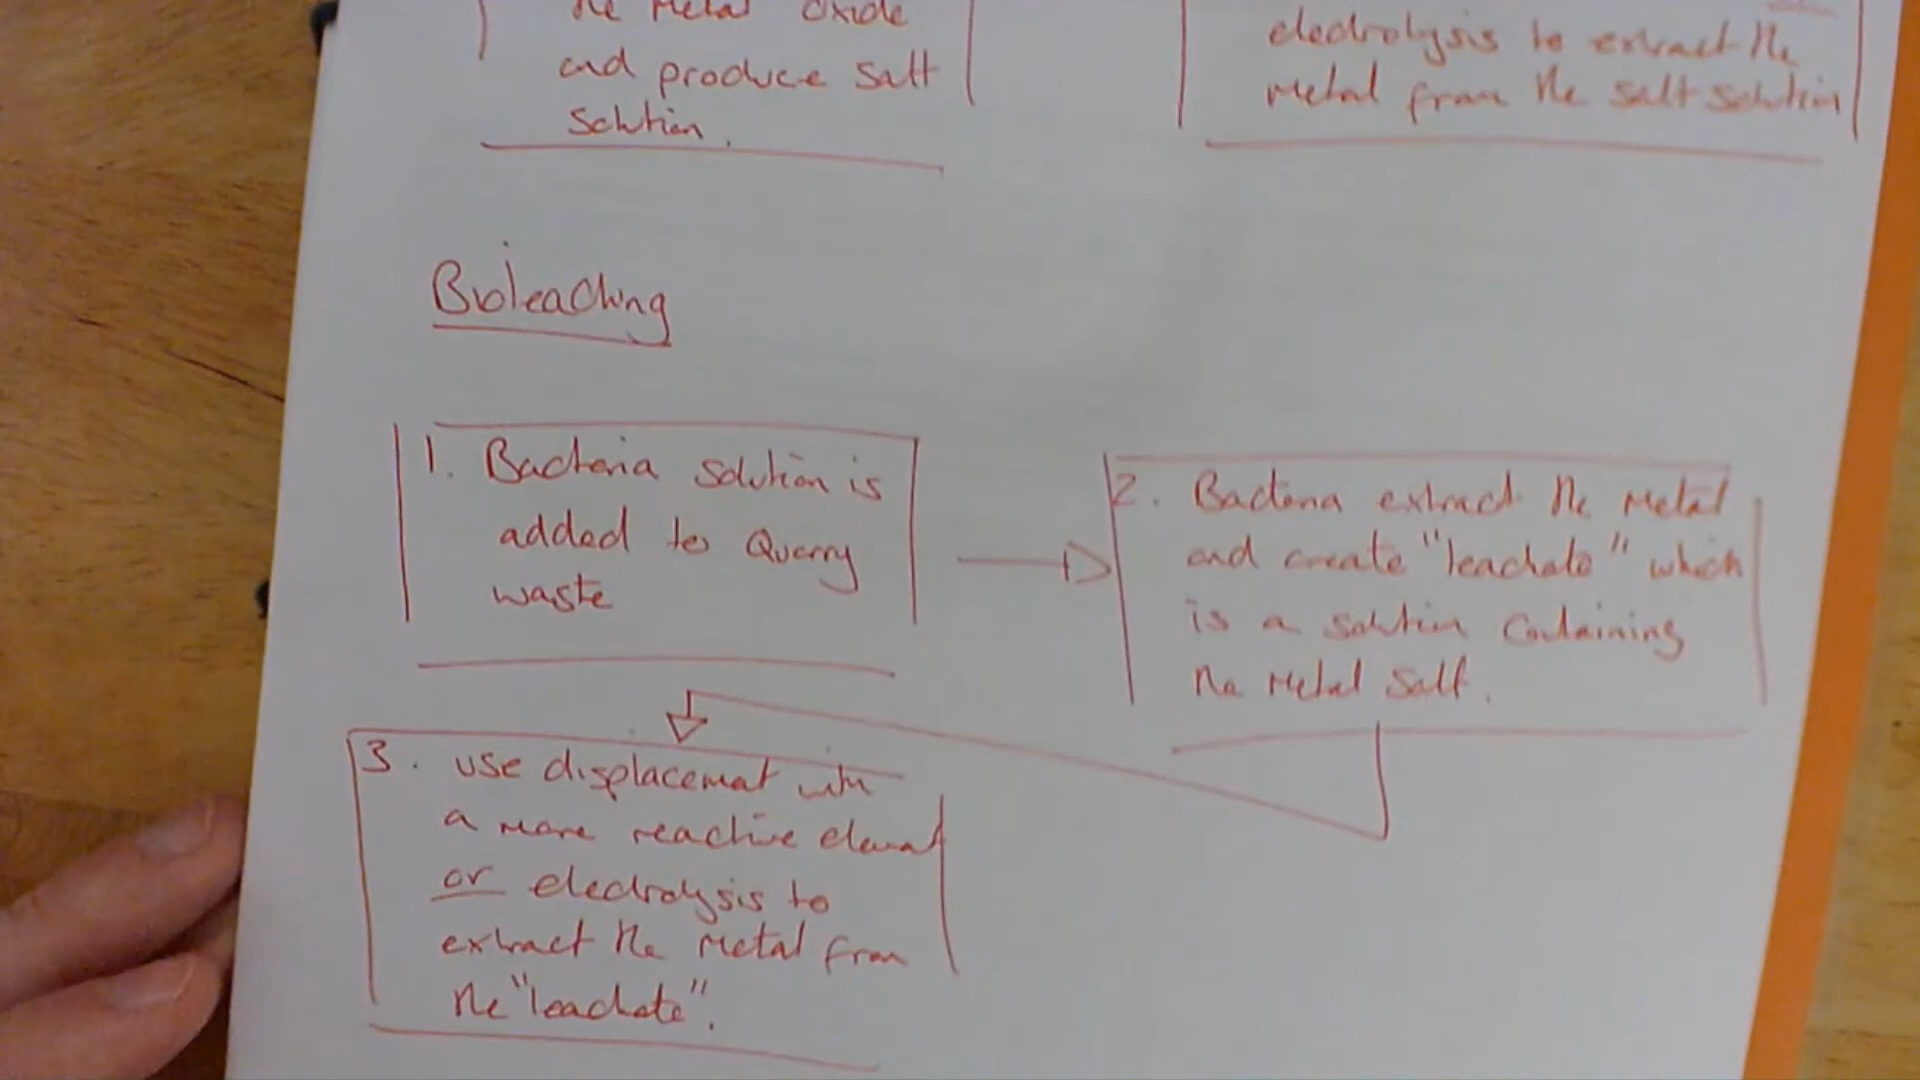 the metal oxide
and produce salt
solution.
electrolysis to extract the
metal from the salt solution
Bioleaching
1. Bacteria solution is
added to Quarry
waste
2. Bacteria extract the metal
and create "leachate" which
is a solution containing
the metal salt.
3. use displacement with
a more reactive element
or electrolysis to
extract the metal from
the "leachate".